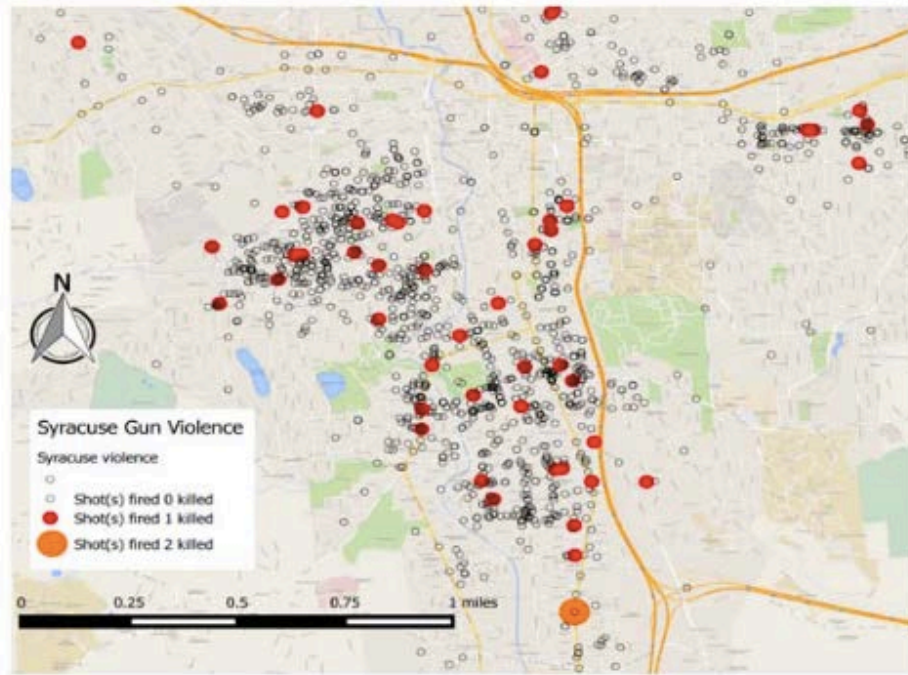 N
Syracuse Gun Violence
Syracuse violence
Shot(s) fired 0 killed
Shot(s) fired 1 killed
Shot(s) fired 2 killed
0 0.25 0.5 0.75 1 miles